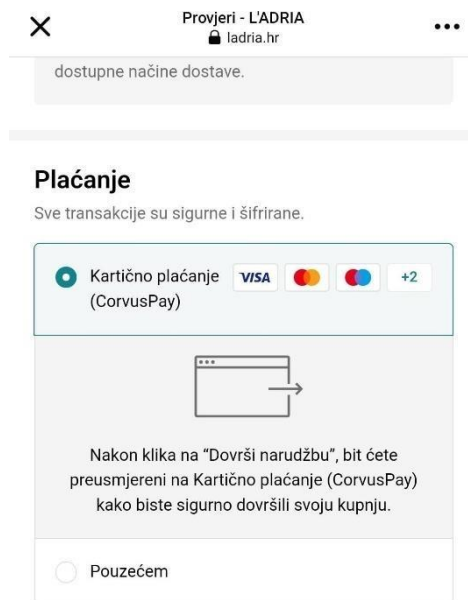 Provjeri - L'ADRIA
ladria.hr
dostupne načine dostave.
Plaćanje
Sve transakcije su sigurne i šifrirane.
Kartično plaćanje VISA +2
(CorvusPay)
Nakon klika na “Dovrši narudžbu”, bit ćete
preusmjereni na Kartično plaćanje (CorvusPay)
kako biste sigurno dovršili svoju kupnju.
Pouzećem